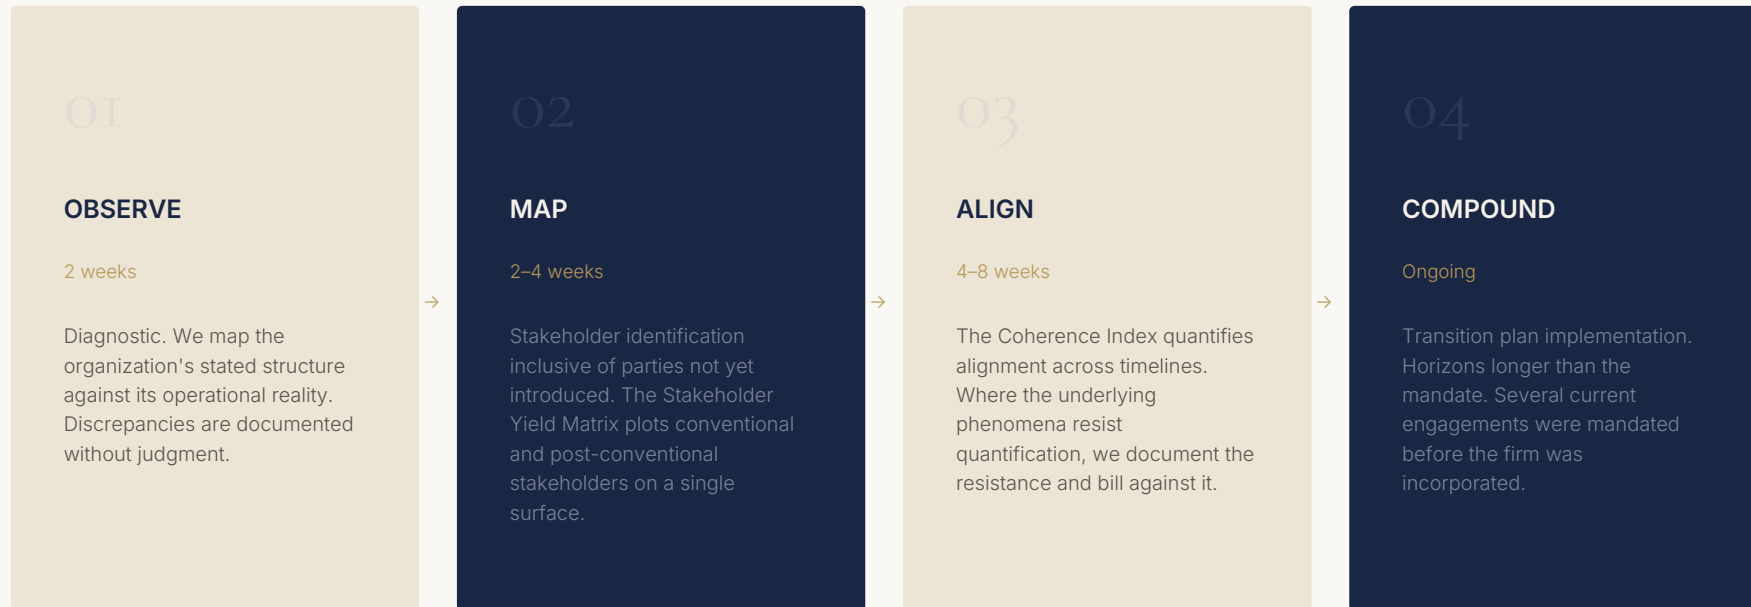 01
OBSERVE
2 weeks
Diagnostic. We map the
organization's stated structure
against its operational reality.
Discrepancies are documented
without judgment.
→
02
MAP
2–4 weeks
Stakeholder identification
inclusive of parties not yet
introduced. The Stakeholder
Yield Matrix plots conventional
and post-conventional
stakeholders on a single
surface.
→
03
ALIGN
4–8 weeks
The Coherence Index quantifies
alignment across timelines.
Where the underlying
phenomena resist
quantification, we document the
resistance and bill against it.
→
04
COMPOUND
Ongoing
Transition plan implementation.
Horizons longer than the
mandate. Several current
engagements were mandated
before the firm was
incorporated.